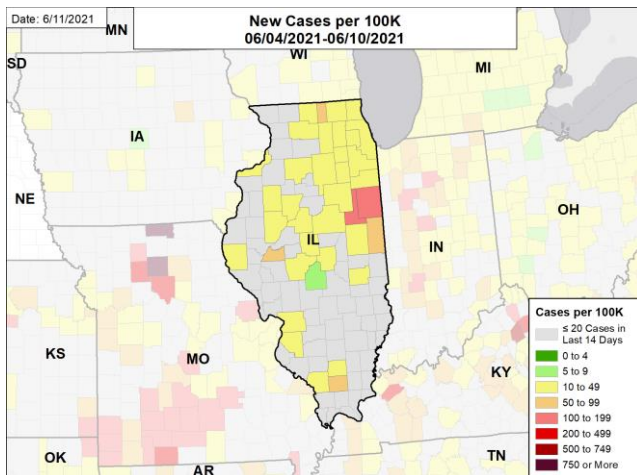 Date: 6/11/2021
New Cases per 100K
06/04/2021-06/10/2021
MN
WI
SD
MI
IA
NE
IL
IN
OH
KS
MO
KY
OK
AR
TN
Cases per 100K
≤ 20 Cases in
Last 14 Days
0 to 4
5 to 9
10 to 49
50 to 99
100 to 199
200 to 499
500 to 749
750 or More